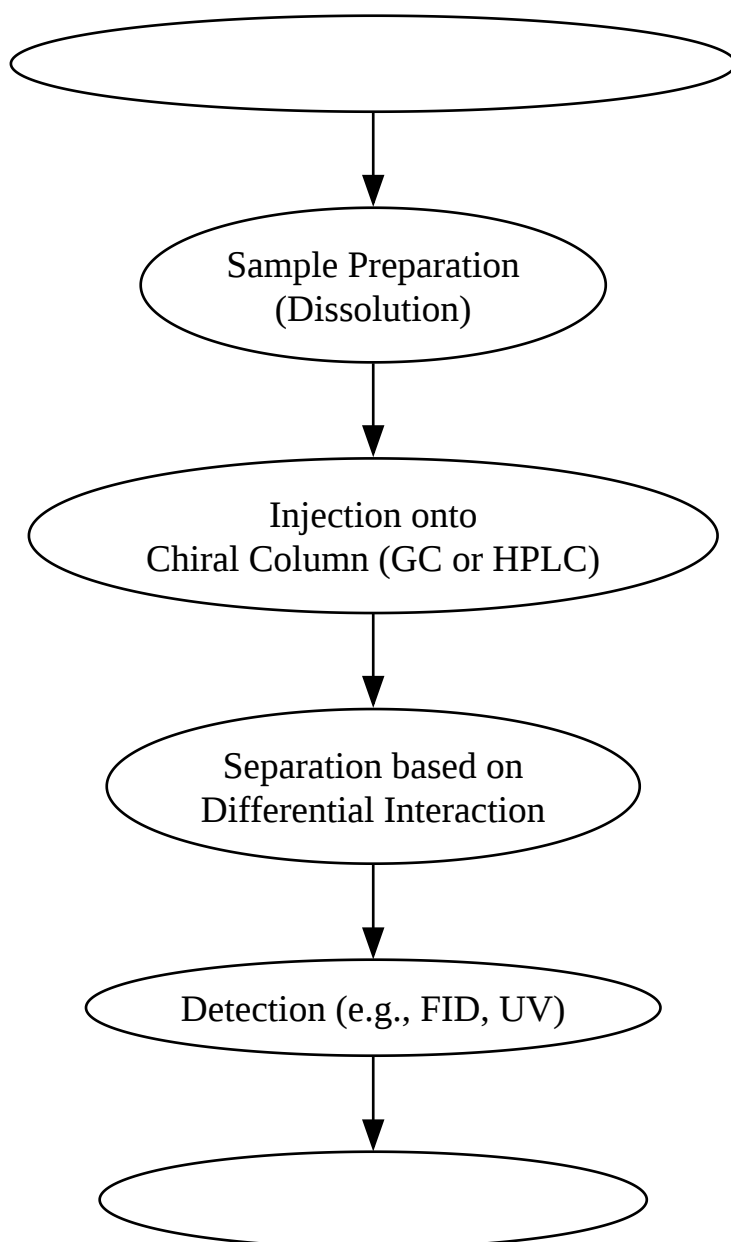 Sample Preparation
(Dissolution)
Injection onto
Chiral Column (GC or HPLC)
Separation based on
Differential Interaction
Detection (e.g., FID, UV)